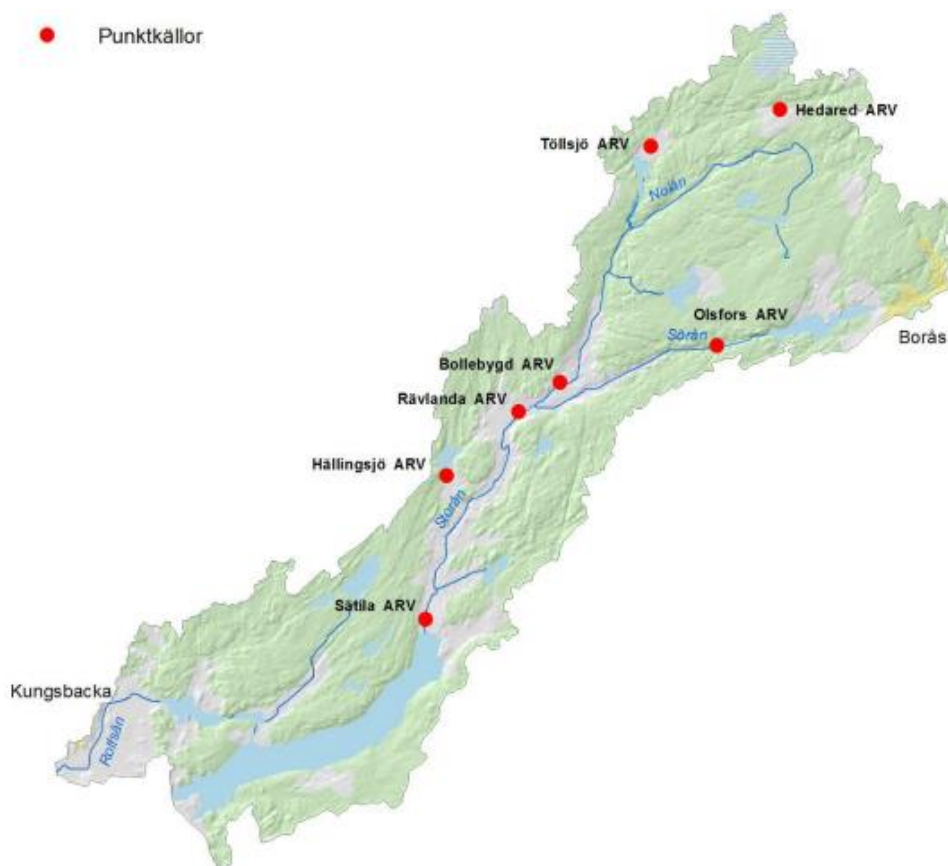 Punktkällor
Hedared ARV
Töllsjö ARV
Nolån
Olsfors ARV
Sörån
Borås
Bollebygd ARV
Rävlanda ARV
Hällingsjö ARV
Storån
Sätila ARV
Kungsbacka
Rolfsån